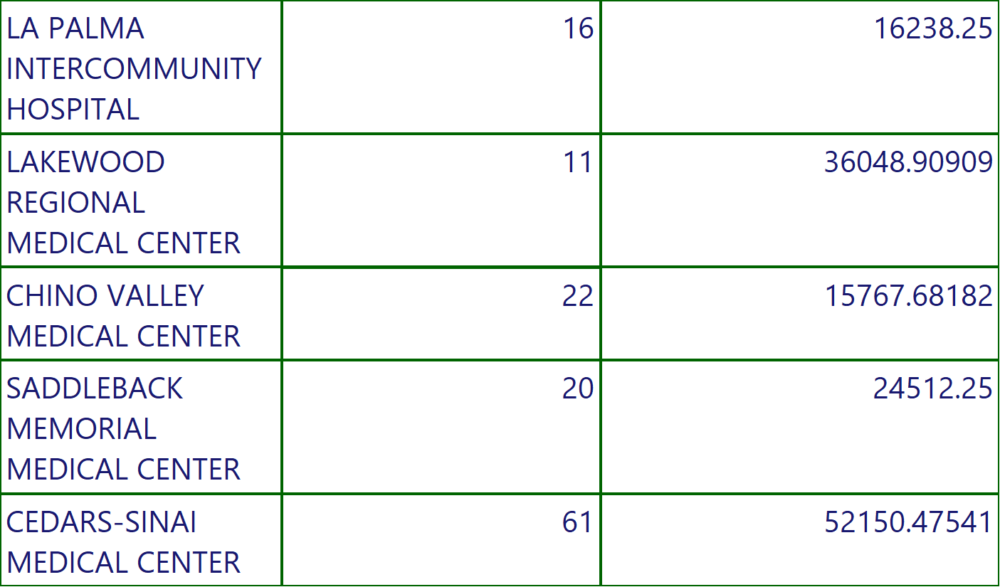 LA PALMA 16 16238.25
INTERCOMMUNITY
HOSPITAL
LAKEWOOD 11 36048.90909
REGIONAL
MEDICAL CENTER
CHINO VALLEY 22 15767.68182
MEDICAL CENTER
SADDLEBACK 20 24512.25
MEMORIAL
MEDICAL CENTER
CEDARS-SINAI 61 52150.47541
MEDICAL CENTER